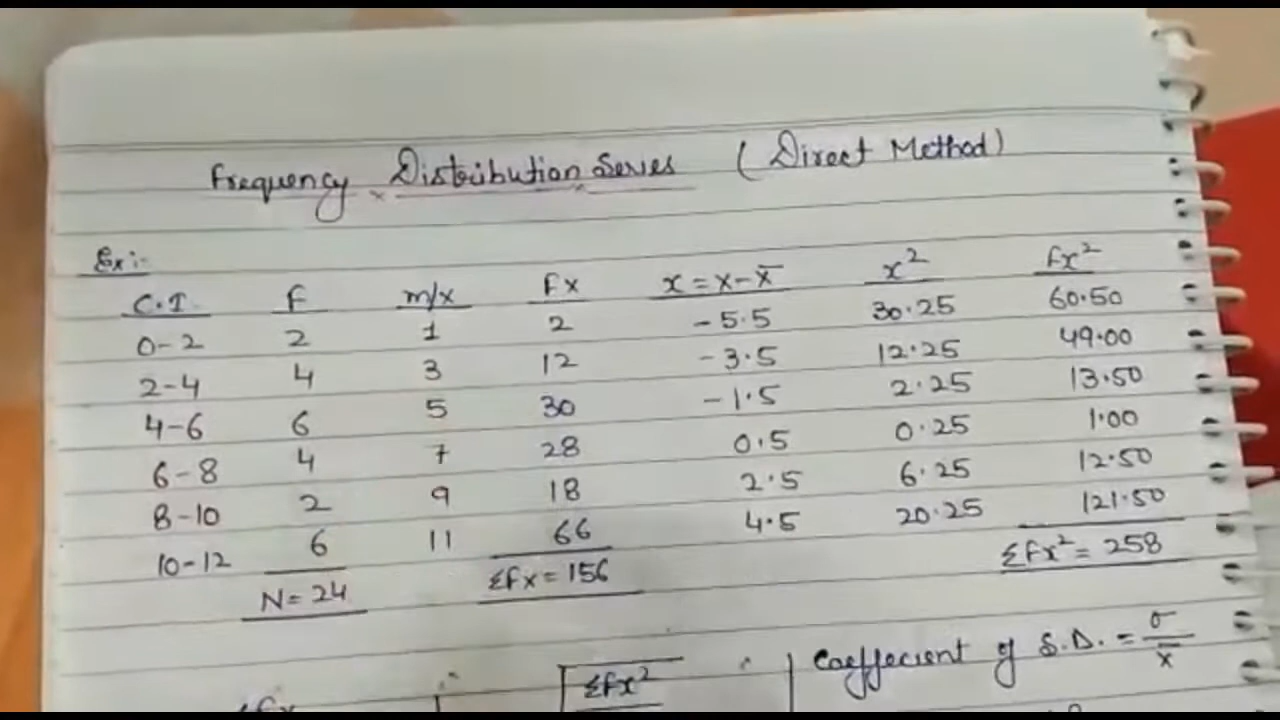 Frequency Distribution Series (Direct Method)
Ex:-
C.I. F m/x Fx x = x - x̄ x² fx²
0-2 2 1 2 -5.5 30.25 60.50
2-4 4 3 12 -3.5 12.25 49.00
4-6 6 5 30 -1.5 2.25 13.50
6-8 4 7 28 0.5 0.25 1.00
8-10 2 9 18 2.5 6.25 12.50
10-12 6 11 66 4.5 20.25 121.50
N = 24 Σfx = 156 Σfx² = 258
Σfx² Coeffecient of S.D. = σ/x̄